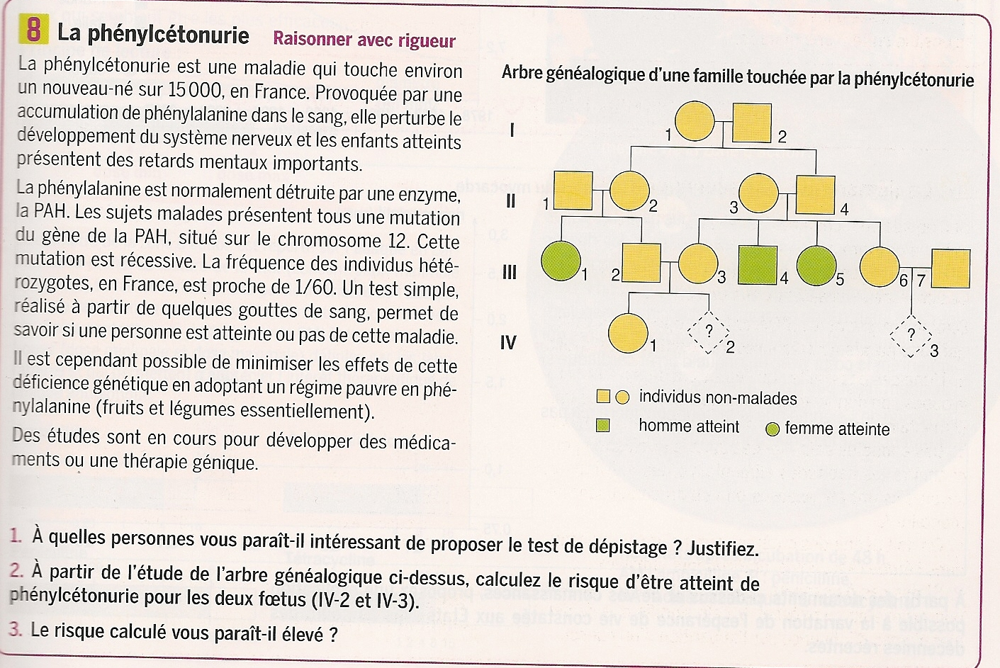 8 La phénylcétonurie Raisonner avec rigueur
La phénylcétonurie est une maladie qui touche environ
un nouveau-né sur 15 000, en France. Provoquée par une
accumulation de phénylalanine dans le sang, elle perturbe le
développement du système nerveux et les enfants atteints
présentent des retards mentaux importants.
La phénylalanine est normalement détruite par une enzyme,
la PAH. Les sujets malades présentent tous une mutation
du gène de la PAH, situé sur le chromosome 12. Cette
mutation est récessive. La fréquence des individus hété-
rozygotes, en France, est proche de 1/60. Un test simple,
réalisé à partir de quelques gouttes de sang, permet de
savoir si une personne est atteinte ou pas de cette maladie.
Il est cependant possible de minimiser les effets de cette
déficience génétique en adoptant un régime pauvre en phé-
nylalanine (fruits et légumes essentiellement).
Des études sont en cours pour développer des médica-
ments ou une thérapie génique.
Arbre généalogique d'une famille touchée par la phénylcétonurie
I 1 2
II 1 2 3 4
III 1 2 3 4 5 6 7
IV 1 ? 2 ? 3
individus non-malades
homme atteint femme atteinte
1. À quelles personnes vous paraît-il intéressant de proposer le test de dépistage ? Justifiez.
2. À partir de l'étude de l'arbre généalogique ci-dessus, calculez le risque d'être atteint de
phénylcétonurie pour les deux fœtus (IV-2 et IV-3).
3. Le risque calculé vous paraît-il élevé ?